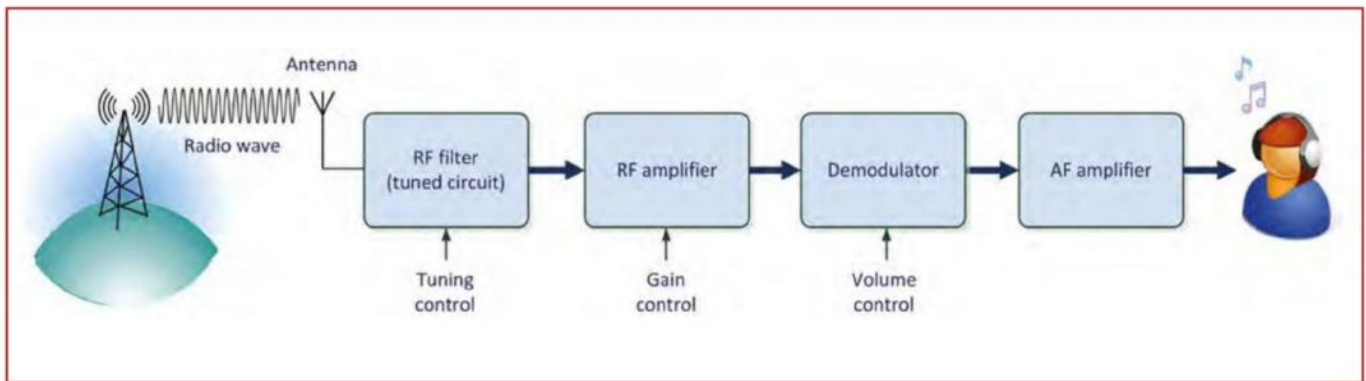 Antenna
Radio wave
RF filter
(tuned circuit)
RF amplifier
Demodulator
AF amplifier
Tuning
control
Gain
control
Volume
control